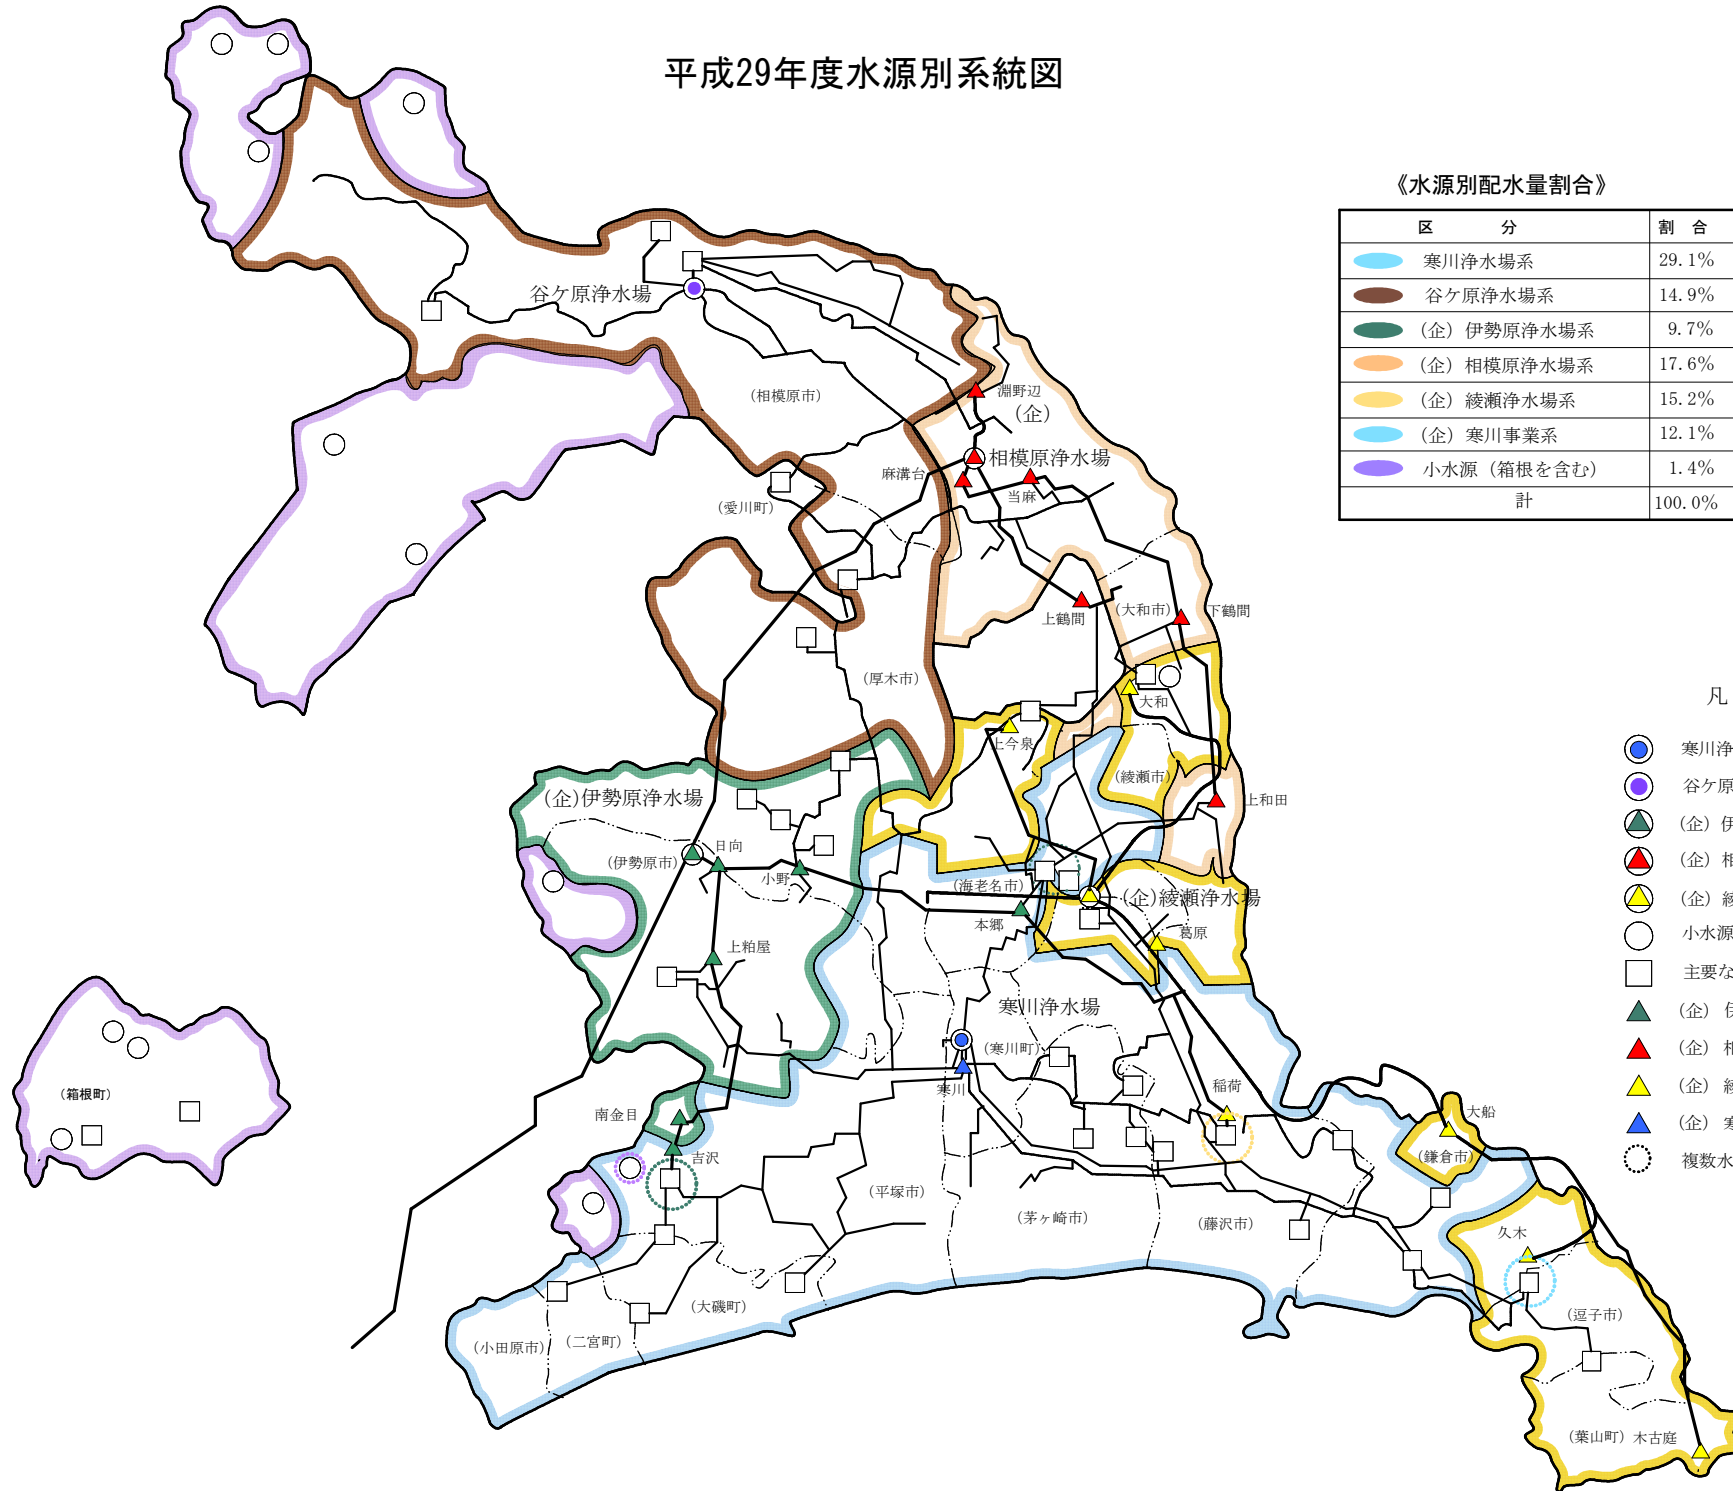 平成29年度水源別系統図
《水源別配水量割合》
区 分 割 合
寒川浄水場系 29.1%
谷ケ原浄水場系 14.9%
(企) 伊勢原浄水場系 9.7%
(企) 相模原浄水場系 17.6%
(企) 綾瀬浄水場系 15.2%
(企) 寒川事業系 12.1%
小水源（箱根を含む） 1.4%
計 100.0%
谷ケ原浄水場
(相模原市)
淵野辺
(企)
相模原浄水場
麻溝台
当麻
(愛川町)
上鶴間
(大和市)
下鶴間
(厚木市)
大和
上今泉
(綾瀬市)
上和田
(企)伊勢原浄水場
日向
(伊勢原市)
小野
(海老名市)
(企)綾瀬浄水場
本郷
葛原
上粕屋
寒川浄水場
(寒川町)
寒川
稲荷
(箱根町)
南金目
吉沢
大船
(鎌倉市)
(平塚市)
(茅ヶ崎市)
(藤沢市)
久木
(大磯町)
(逗子市)
(小田原市)
(二宮町)
(葉山町)
木古庭
凡
寒川浄
谷ケ原
(企) 伊
(企) 相
(企) 綾
小水源
主要な
(企) 伊
(企) 相
(企) 綾
(企) 寒
複数水